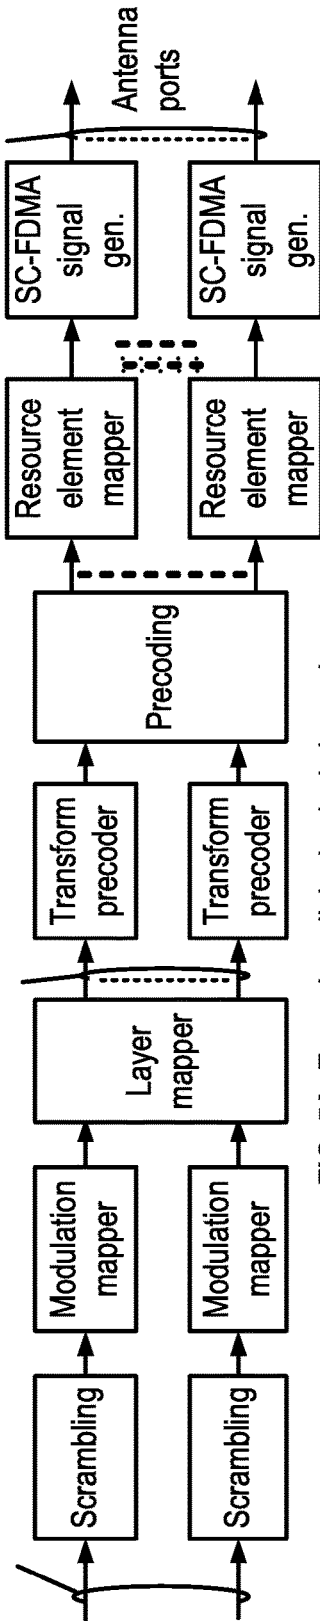 Scrambling
Modulation
mapper
Layer
mapper
Transform
precoder
Precoding
Resource
element
mapper
SC-FDMA
signal
gen.
Antenna
ports
Scrambling
Modulation
mapper
Transform
precoder
Resource
element
mapper
SC-FDMA
signal
gen.